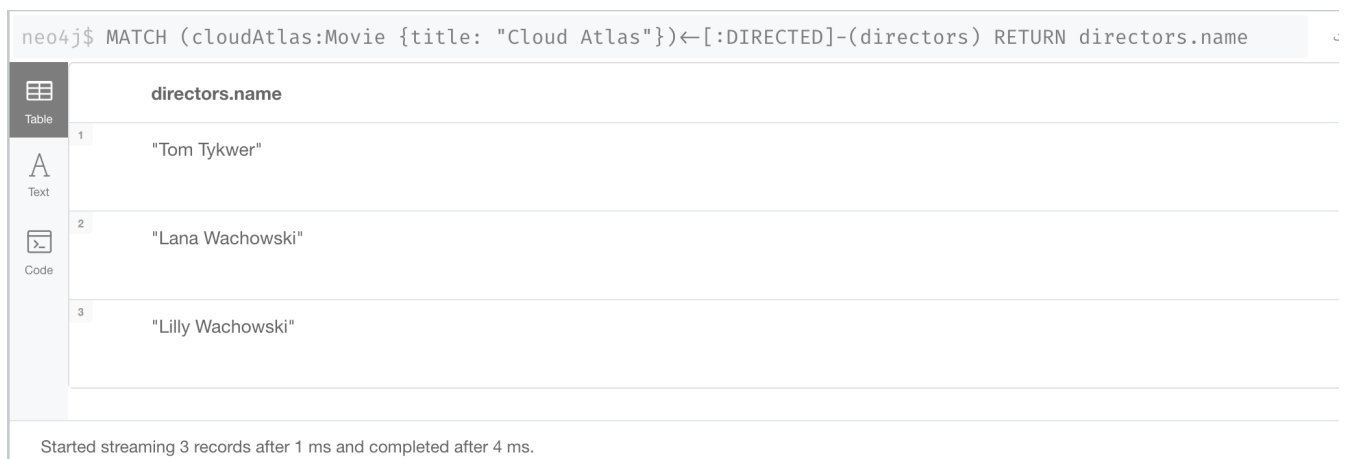 neo4j$ MATCH (cloudAtlas:Movie {title: "Cloud Atlas"})<-[:DIRECTED]-(directors) RETURN directors.name
Table
directors.name
1
"Tom Tykwer"
Text
2
"Lana Wachowski"
Code
3
"Lilly Wachowski"
Started streaming 3 records after 1 ms and completed after 4 ms.